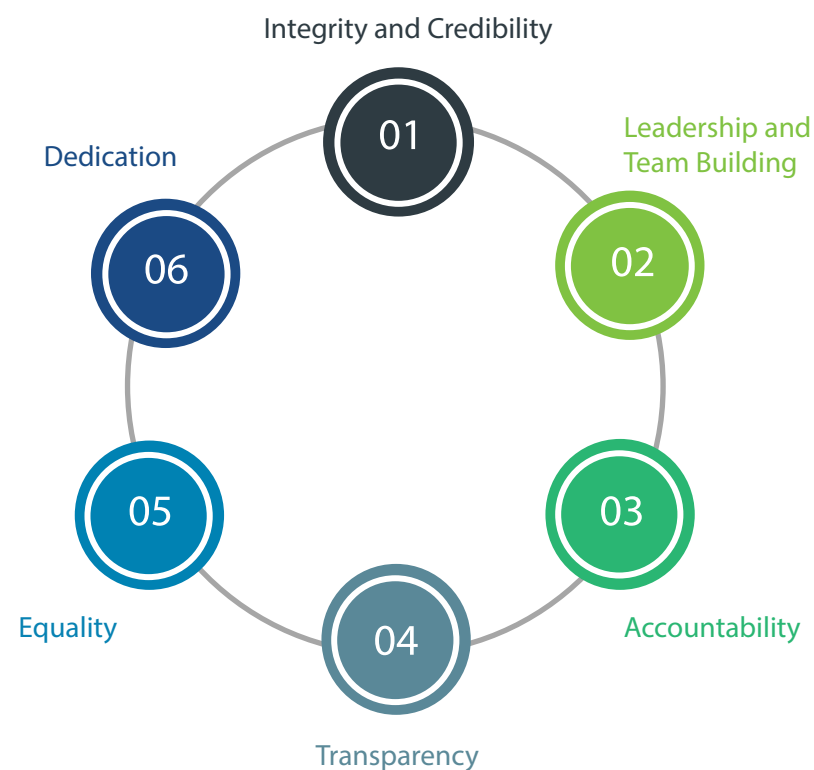 Integrity and Credibility
01
Leadership and
Team Building
02
03
Accountability
04
Transparency
05
Equality
Dedication
06